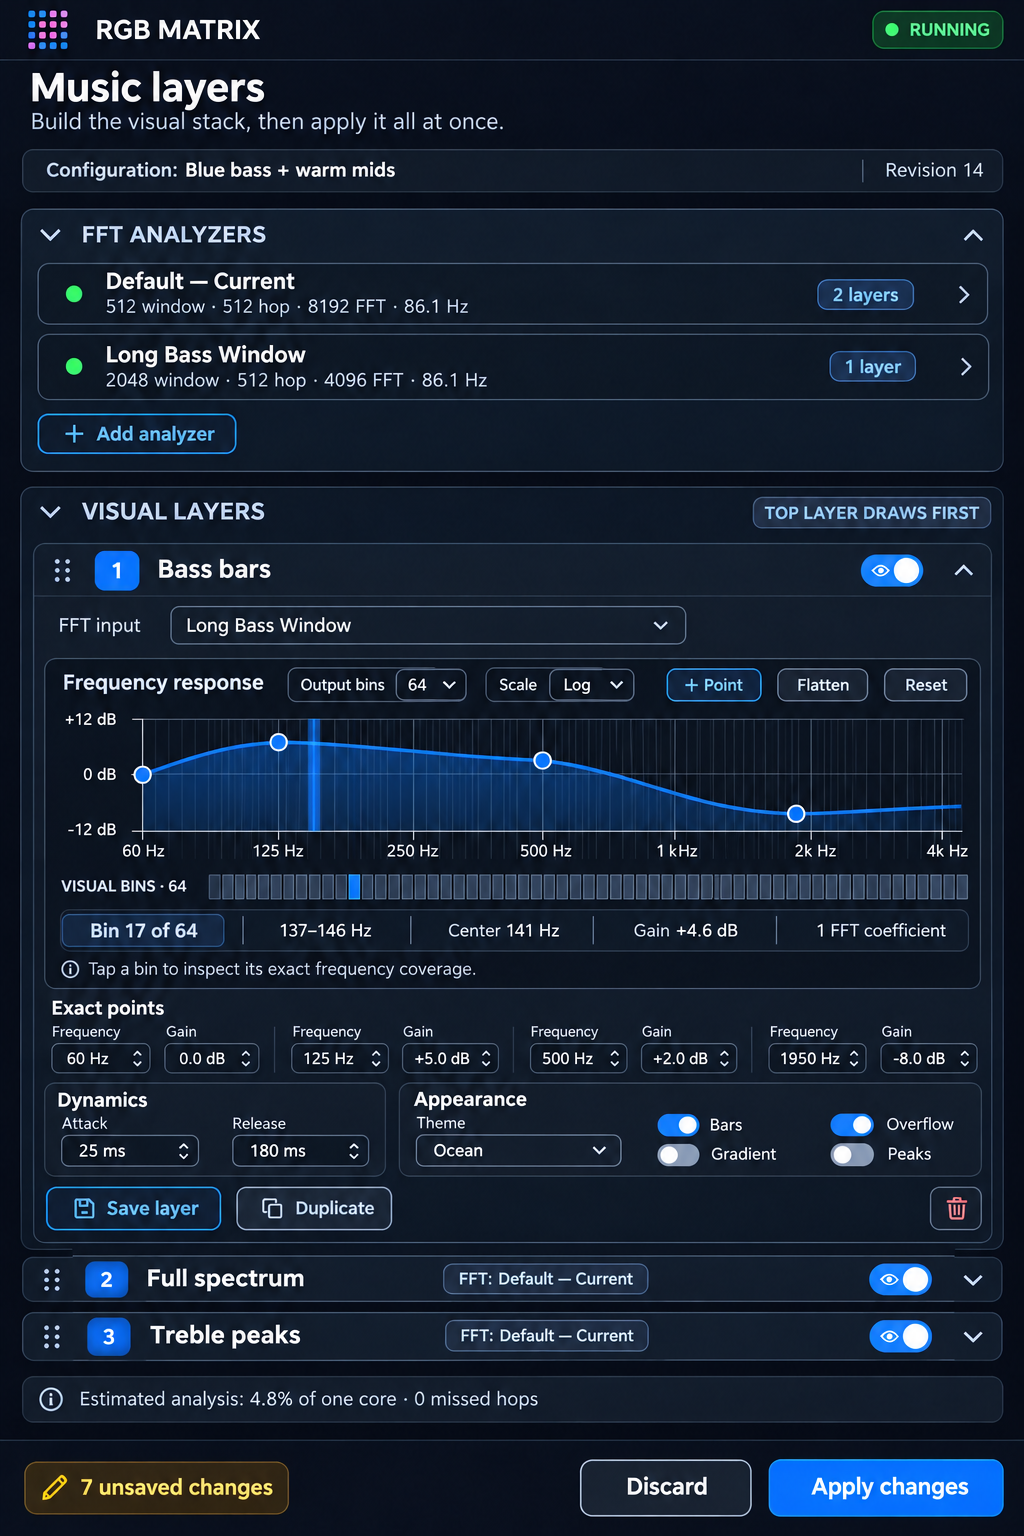 RGB MATRIX
RUNNING
Music layers
Build the visual stack, then apply it all at once.
Configuration: Blue bass + warm mids
Revision 14
FFT ANALYZERS
Default — Current
512 window · 512 hop · 8192 FFT · 86.1 Hz
2 layers
Long Bass Window
2048 window · 512 hop · 4096 FFT · 86.1 Hz
1 layer
+ Add analyzer
VISUAL LAYERS
TOP LAYER DRAWS FIRST
1 Bass bars
FFT input
Long Bass Window
Frequency response
Output bins 64
Scale Log
+ Point
Flatten
Reset
+12 dB
0 dB
-12 dB
60 Hz 125 Hz 250 Hz 500 Hz 1 kHz 2k Hz 4k Hz
VISUAL BINS · 64
Bin 17 of 64
137–146 Hz
Center 141 Hz
Gain +4.6 dB
1 FFT coefficient
Tap a bin to inspect its exact frequency coverage.
Exact points
Frequency Gain Frequency Gain Frequency Gain Frequency Gain
60 Hz 0.0 dB 125 Hz +5.0 dB 500 Hz +2.0 dB 1950 Hz -8.0 dB
Dynamics
Attack Release
25 ms 180 ms
Appearance
Theme
Ocean
Bars
Overflow
Gradient
Peaks
Save layer
Duplicate
2 Full spectrum
FFT: Default — Current
3 Treble peaks
FFT: Default — Current
Estimated analysis: 4.8% of one core · 0 missed hops
7 unsaved changes
Discard
Apply changes